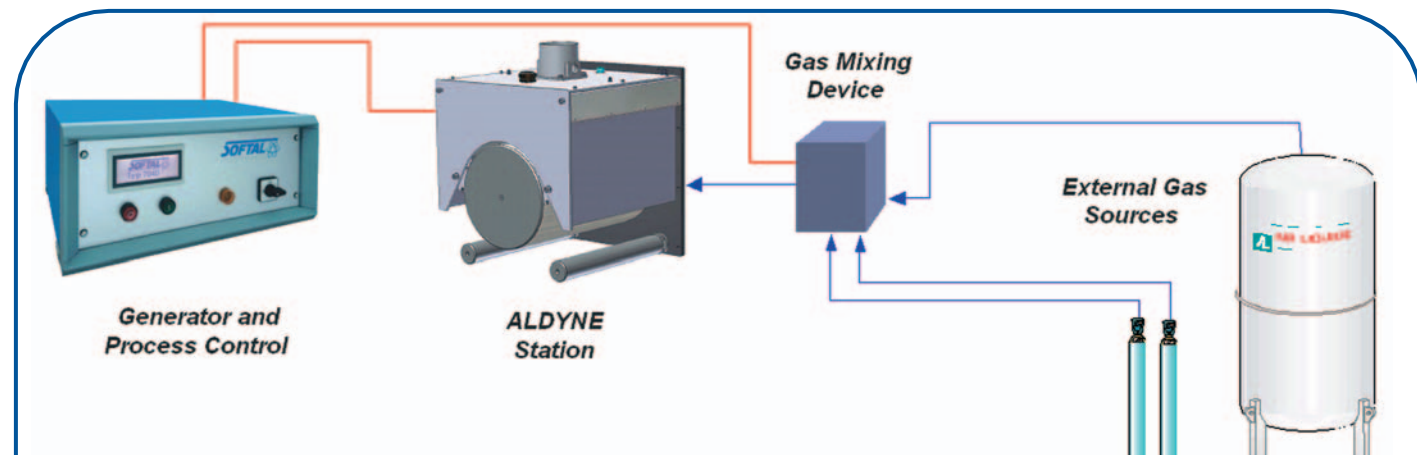 Gas Mixing
Device
SOFTAL
SOFTAL
External Gas
Sources
Generator and
Process Control
ALDYNE
Station